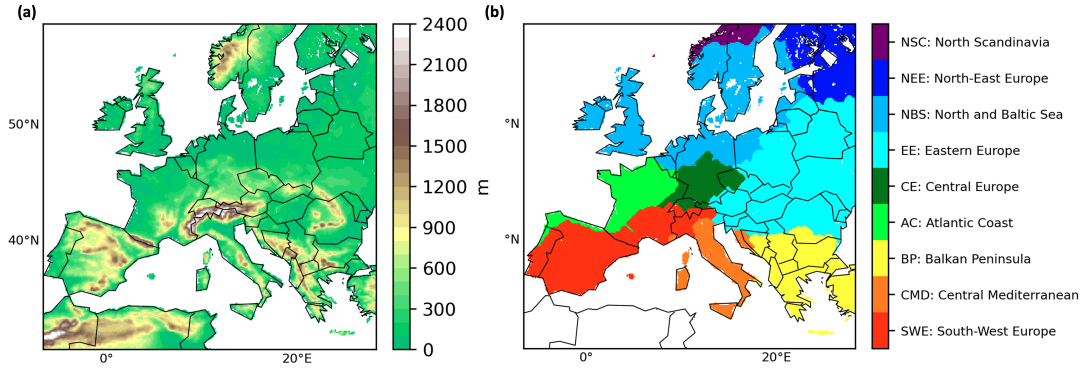 (a)
50°N
40°N
0°
20°E
2400
2100
1800
1500
1200
900
600
300
0
m
(b)
°N
°N
0°
20°E
NSC: North Scandinavia
NEE: North-East Europe
NBS: North and Baltic Sea
EE: Eastern Europe
CE: Central Europe
AC: Atlantic Coast
BP: Balkan Peninsula
CMD: Central Mediterranean
SWE: South-West Europe